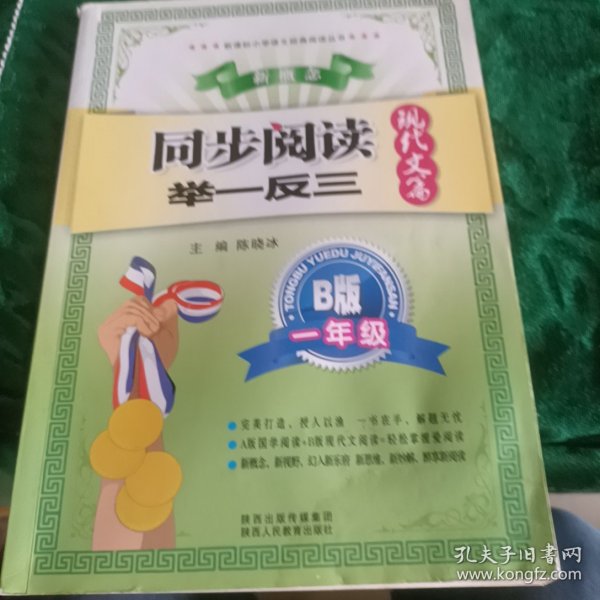 新概念
同步阅读
举一反三
现代文篇
主 编 陈晓冰
TONGBU YUEDU JUYIFANSAN
B版
一年级
完美打造、授人以渔 一书在手、解题无忧
A版国学阅读+B版现代文阅读=轻松掌握爱阅读
陕西出版传媒集团
陕西人民教育出版社
孔夫子旧书网
www.kongfz.com